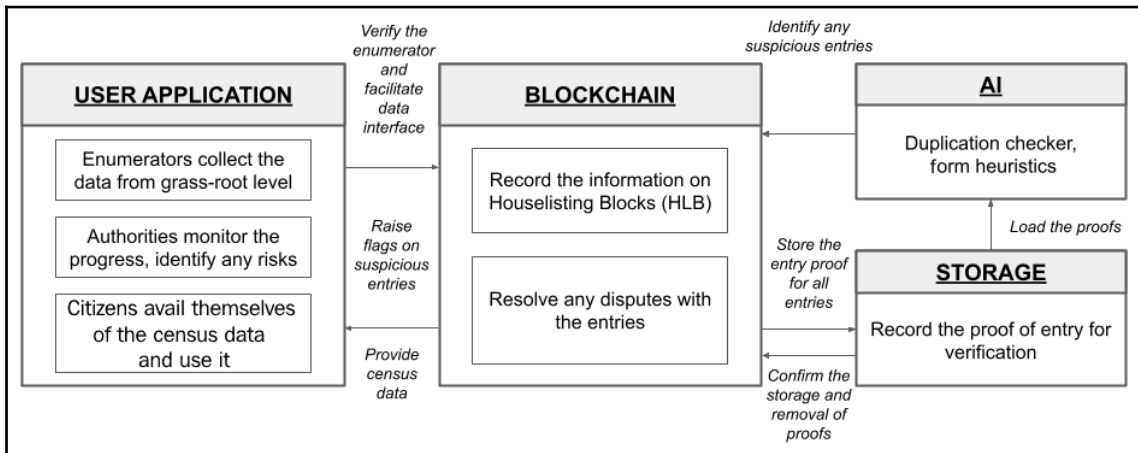 USER APPLICATION
Enumerators collect the
data from grass-root level
Authorities monitor the
progress, identify any risks
Citizens avail themselves
of the census data
and use it
Verify the
enumerator
and
facilitate
data
interface
Raise
flags on
suspicious
entries
Provide
census
data
BLOCKCHAIN
Record the information on
Houselisting Blocks (HLB)
Resolve any disputes with
the entries
Identify any
suspicious entries
Store the
entry proof
for all
entries
Confirm the
storage and
removal of
proofs
AI
Duplication checker,
form heuristics
Load the proofs
STORAGE
Record the proof of entry for
verification